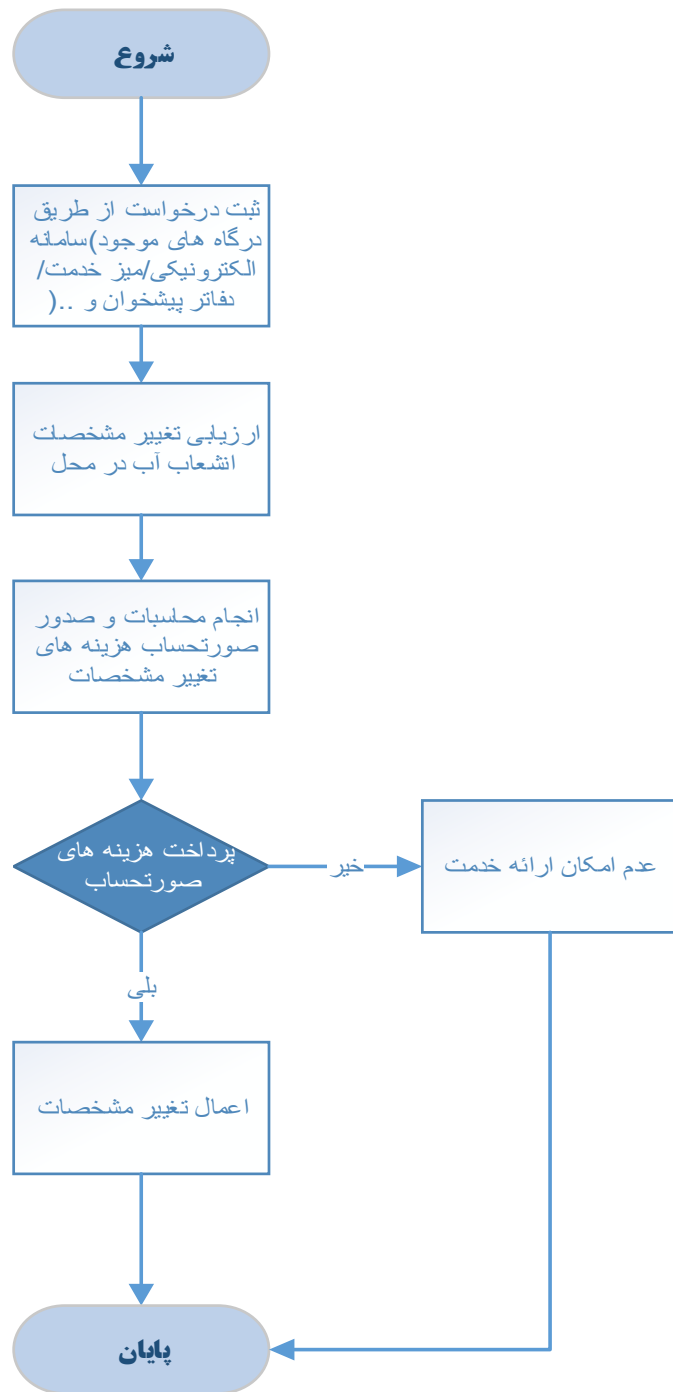 شروع
ثبت درخواست از طریق
درگاه های موجود)سامانه
الکترونیکی/میز خدمت/
دفاتر پیشخوان و ..(
ارزیابی تغییر مشخصات
انشعاب آب در محل
انجام محاسبات و صدور
صورتحساب هزینه های
تغییر مشخصات
پرداخت هزینه های
صورتحساب
خیر
عدم امکان ارائه خدمت
بلی
اعمال تغییر مشخصات
پایان